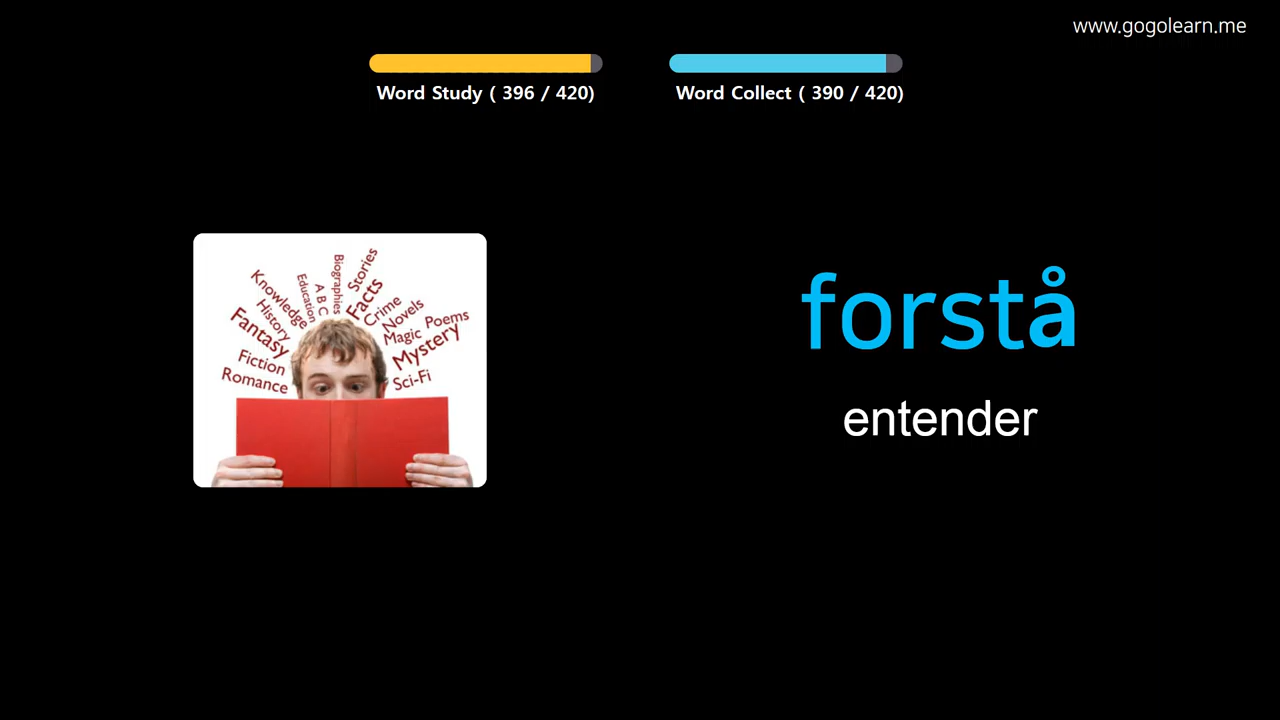 www.gogolearn.me
Word Study ( 396 / 420)
Word Collect ( 390 / 420)
Knowledge
History
Fantasy
Fiction
Romance
Education
A B C
Biographies
Stories
Facts
Crime
Novels
Magic
Poems
Mystery
Sci-Fi
forstå
entender